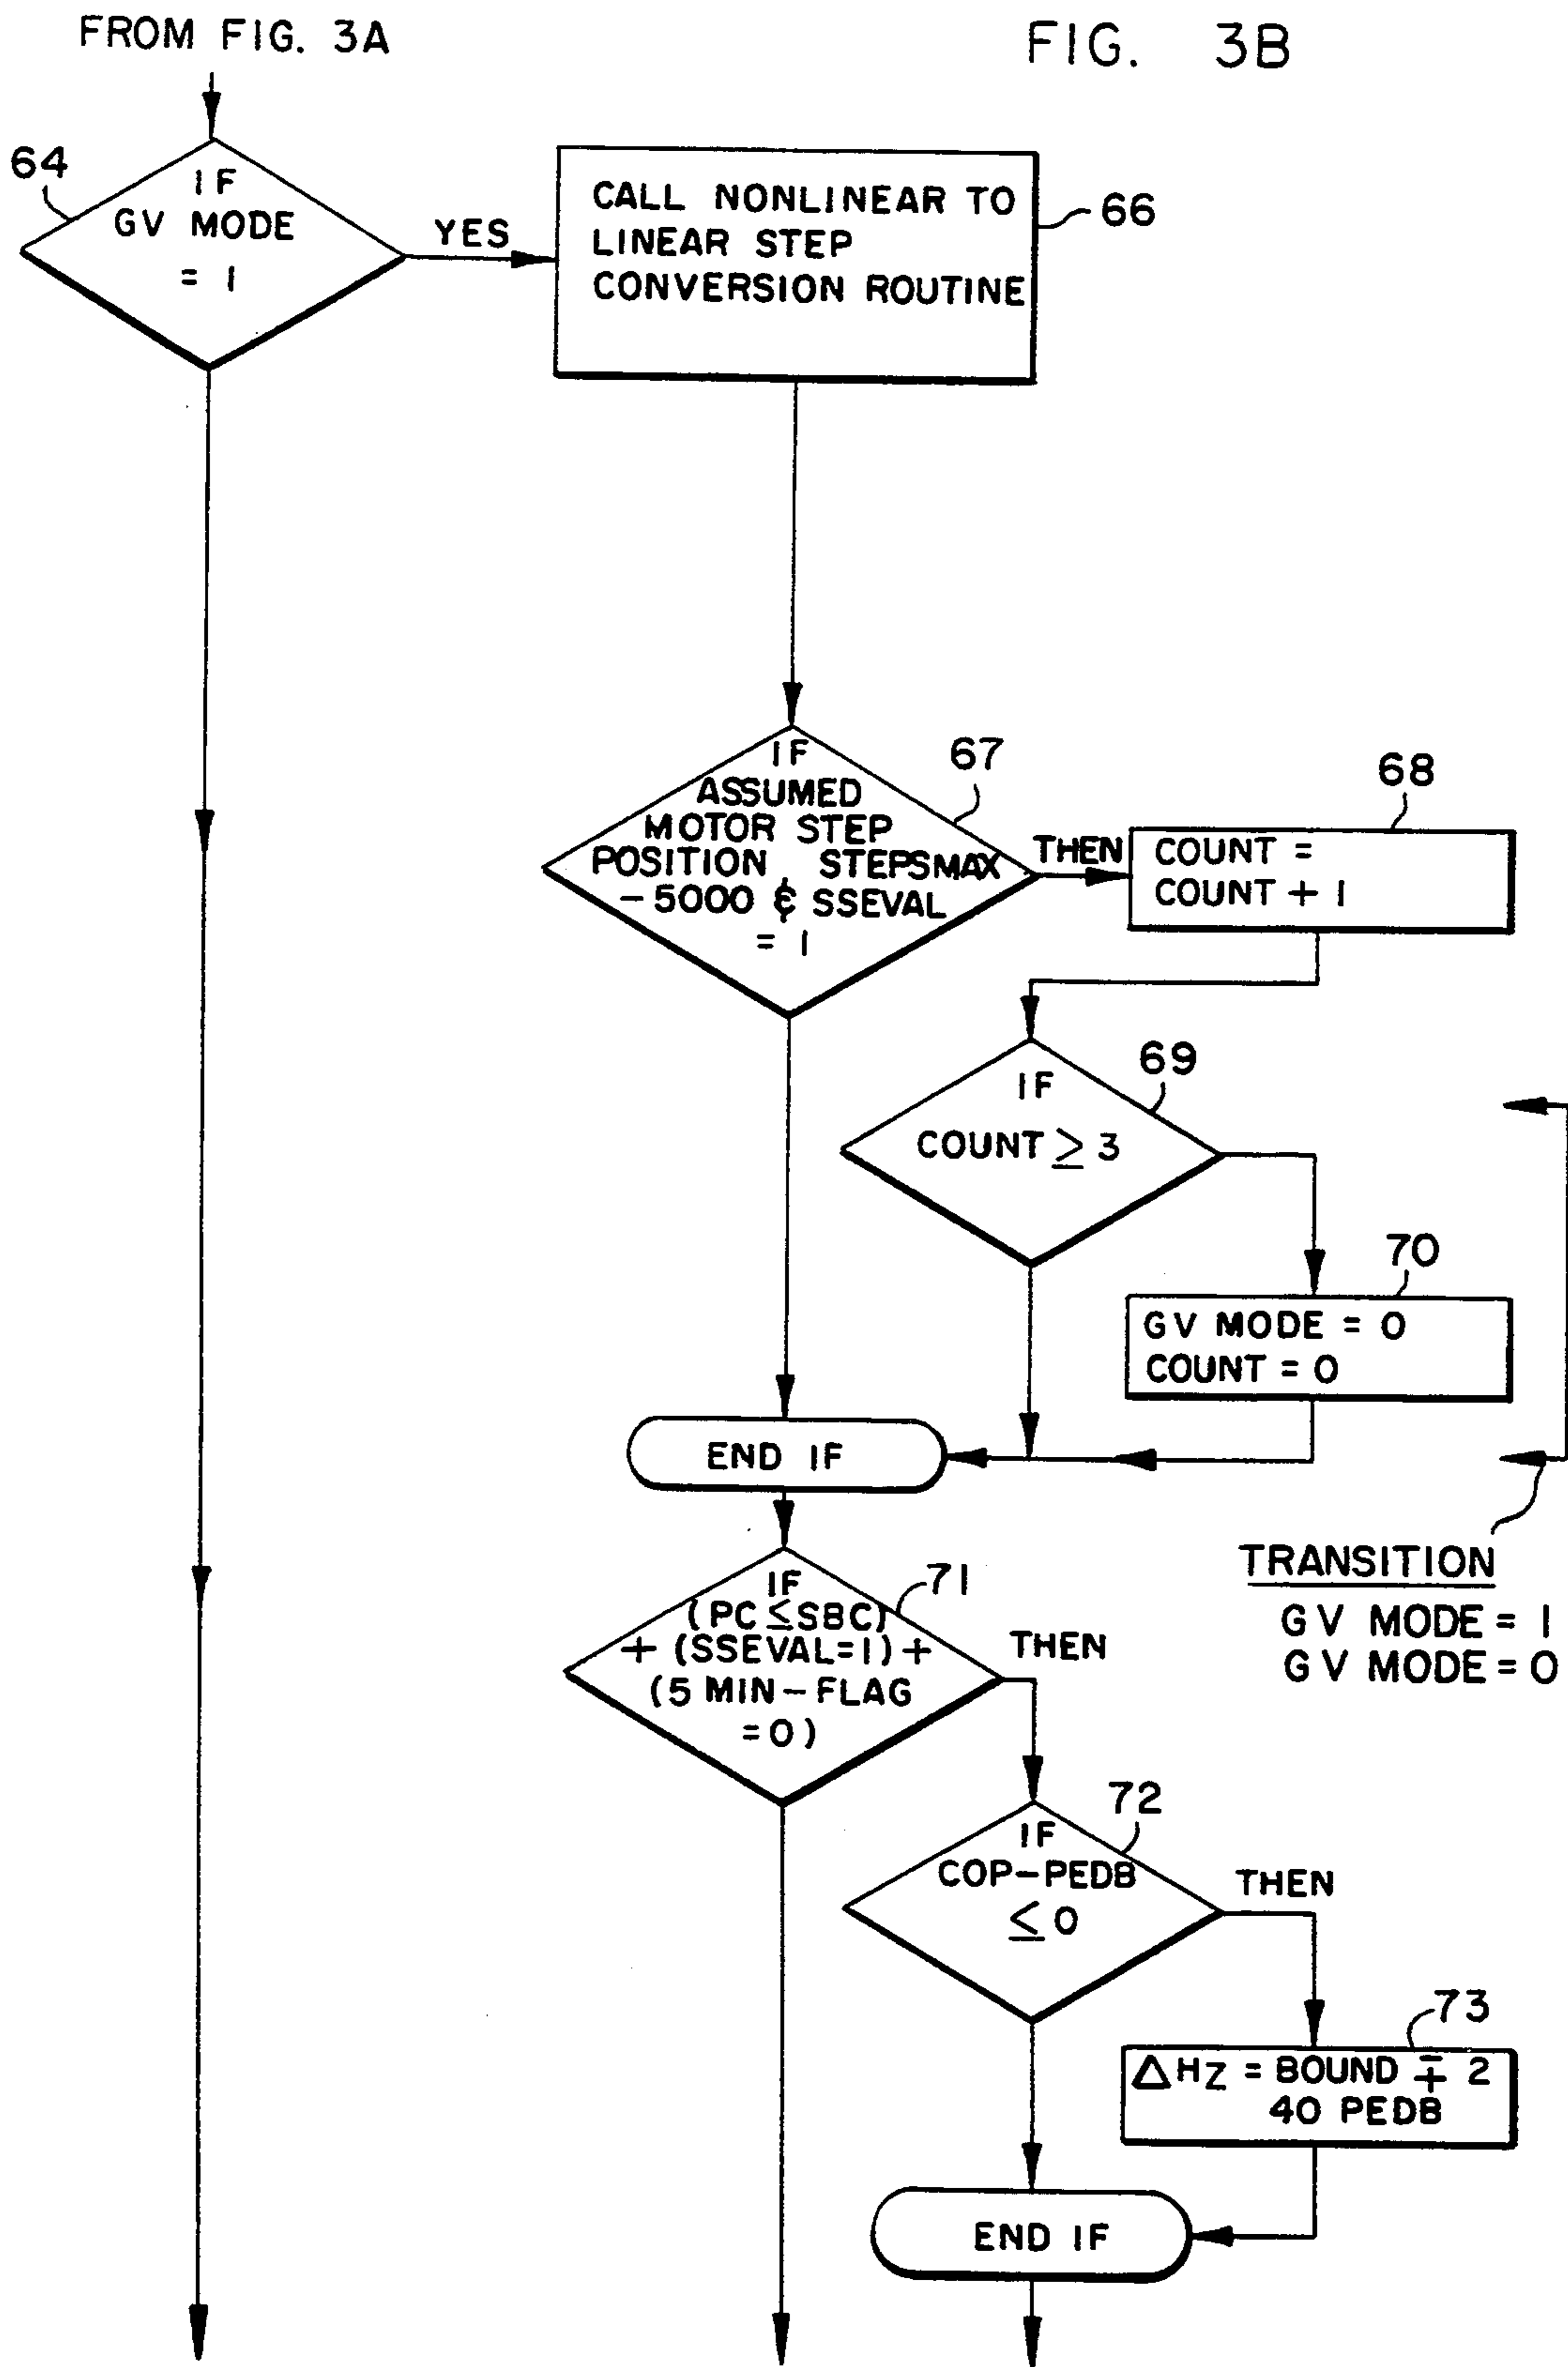 FROM FIG. 3A
FIG. 3B
64
IF
GV MODE
= 1
YES
CALL NONLINEAR TO
LINEAR STEP
CONVERSION ROUTINE
66
IF
ASSUMED
MOTOR STEP
POSITION STEPSMAX
-5000 & SSEVAL
= 1
67
THEN
68
COUNT =
COUNT + 1
69
IF
COUNT ≥ 3
70
GV MODE = 0
COUNT = 0
END IF
TRANSITION
GV MODE = 1
GV MODE = 0
71
IF
(PC ≤ SBC)
+ (SSEVAL=1) +
(5 MIN-FLAG
=0)
THEN
72
IF
COP-PEDB
≤ 0
THEN
73
ΔHZ = BOUND ∓ 2
40 PEDB
END IF